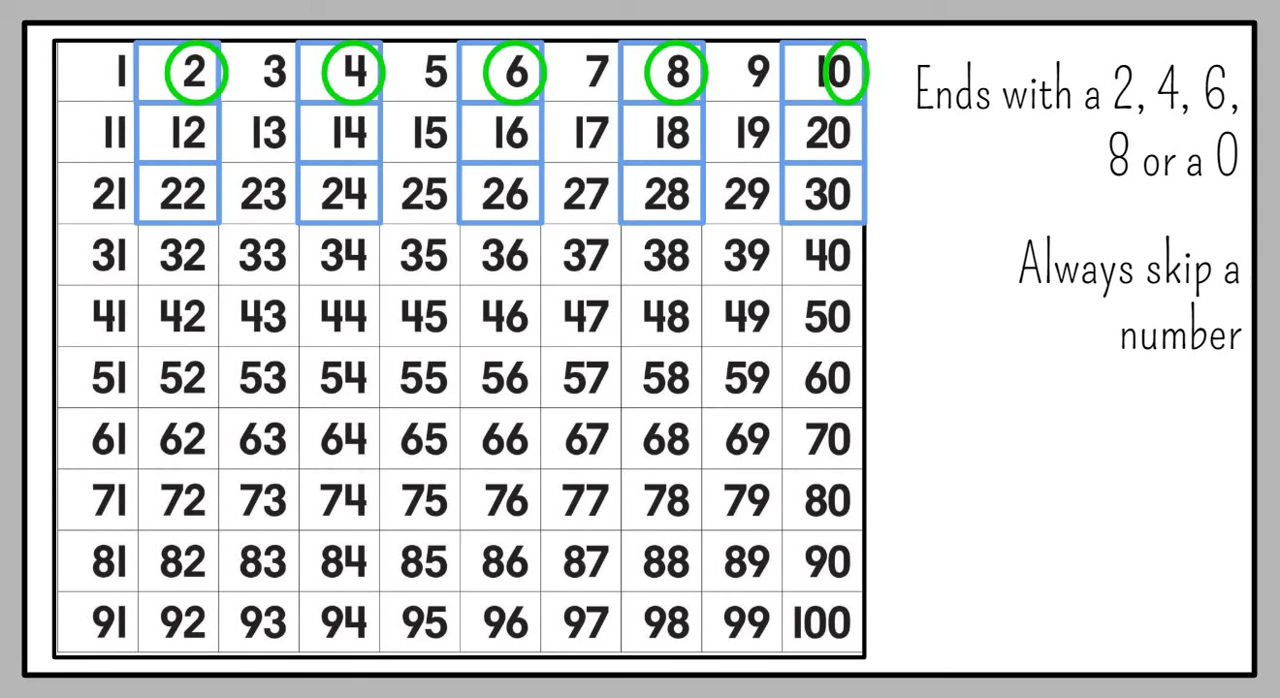 1 2 3 4 5 6 7 8 9 10
11 12 13 14 15 16 17 18 19 20
21 22 23 24 25 26 27 28 29 30
31 32 33 34 35 36 37 38 39 40
41 42 43 44 45 46 47 48 49 50
51 52 53 54 55 56 57 58 59 60
61 62 63 64 65 66 67 68 69 70
71 72 73 74 75 76 77 78 79 80
81 82 83 84 85 86 87 88 89 90
91 92 93 94 95 96 97 98 99 100
Ends with a 2, 4, 6,
8 or a 0
Always skip a
number